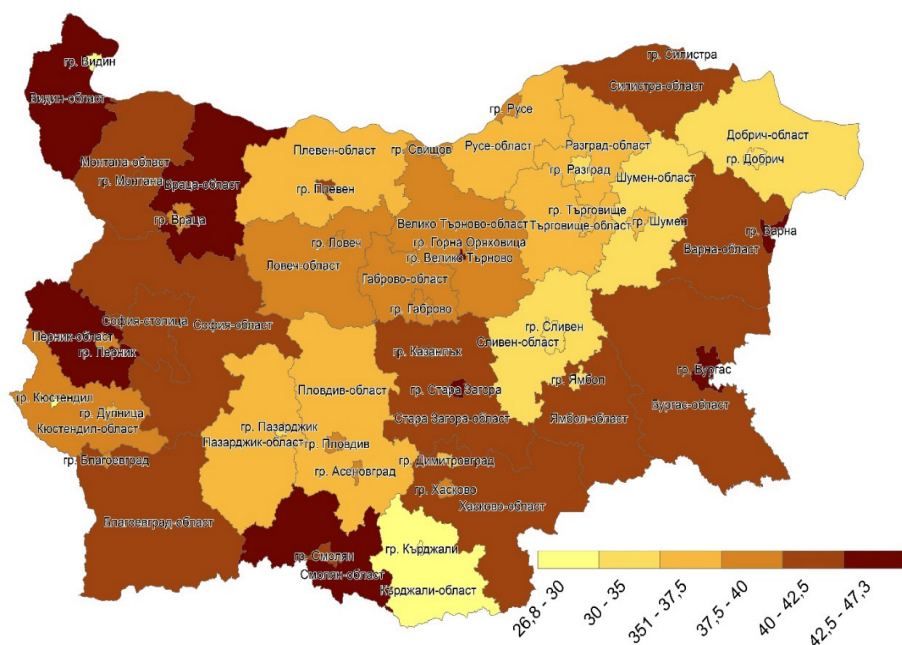 гр. Видин
Видин-област
гр. Силистра
Силистра-област
гр. Русе
Добрич-област
гр. Добрич
Монтана-област
гр. Монтана
Плевен-област
гр. Свищов
Русе-област
Разград-област
гр. Разград
Шумен-област
Враца-област
гр. Плевен
гр. Враца
Велико Търново-област
гр. Търговище
Търговище-област
гр. Шумен
гр. Варна
Варна-област
гр. Ловеч
Ловеч-област
гр. Горна Оряховица
гр. Велико Търново
Габрово-област
гр. Габрово
София-столица
София-област
Перник-област
гр. Перник
гр. Казанлък
гр. Сливен
Сливен-област
гр. Ямбол
гр. Бургас
Бургас-област
гр. Кюстендил
гр. Дупница
Кюстендил-област
Пловдив-област
гр. Стара Загора
Стара Загора-област
Ямбол-област
гр. Пазарджик
Пазарджик-област
гр. Пловдив
гр. Асеновград
гр. Димитровград
гр. Благоевград
гр. Хасково
Хасково-област
Благоевград-област
гр. Смолян
Смолян-област
гр. Кърджали
Кърджали-област
26,8 - 30
30 - 35
351 - 37,5
37,5 - 40
40 - 42,5
42,5 - 47,3